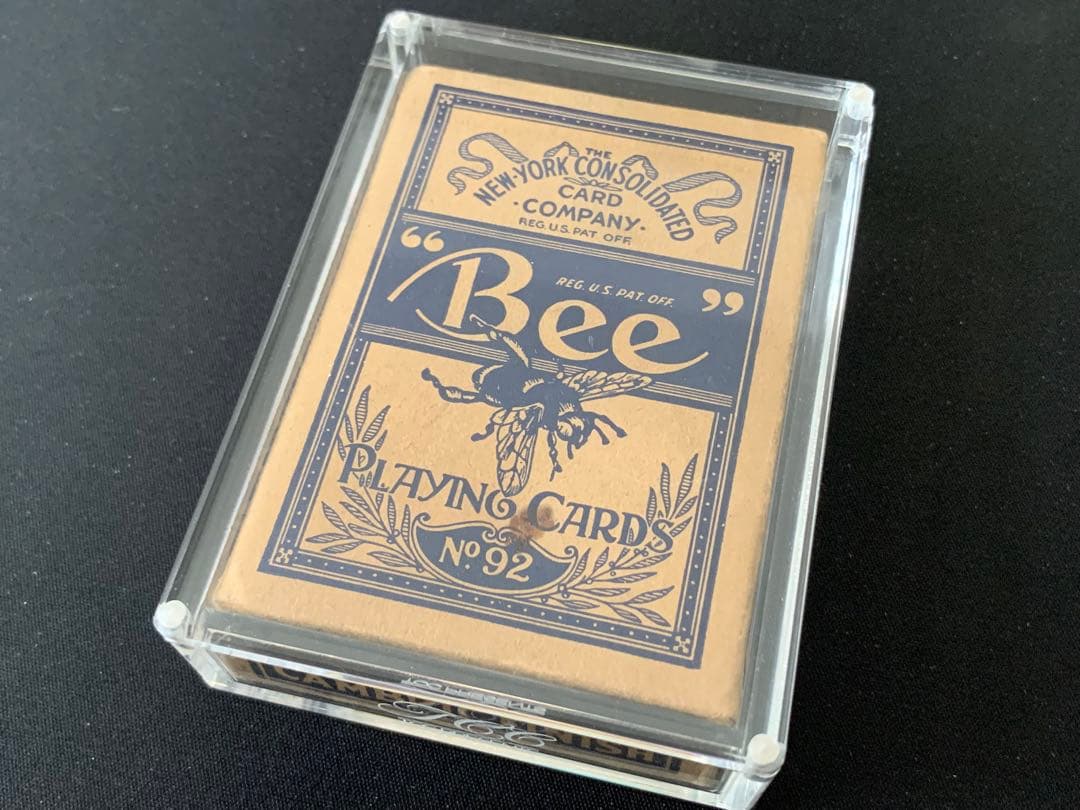 THE
NEW-YORK CONSOLIDATED
CARD
·COMPANY·
REG. U.S. PAT. OFF.
“Bee”
REG. U.S. PAT. OFF.
PLAYING CARDS
No. 92